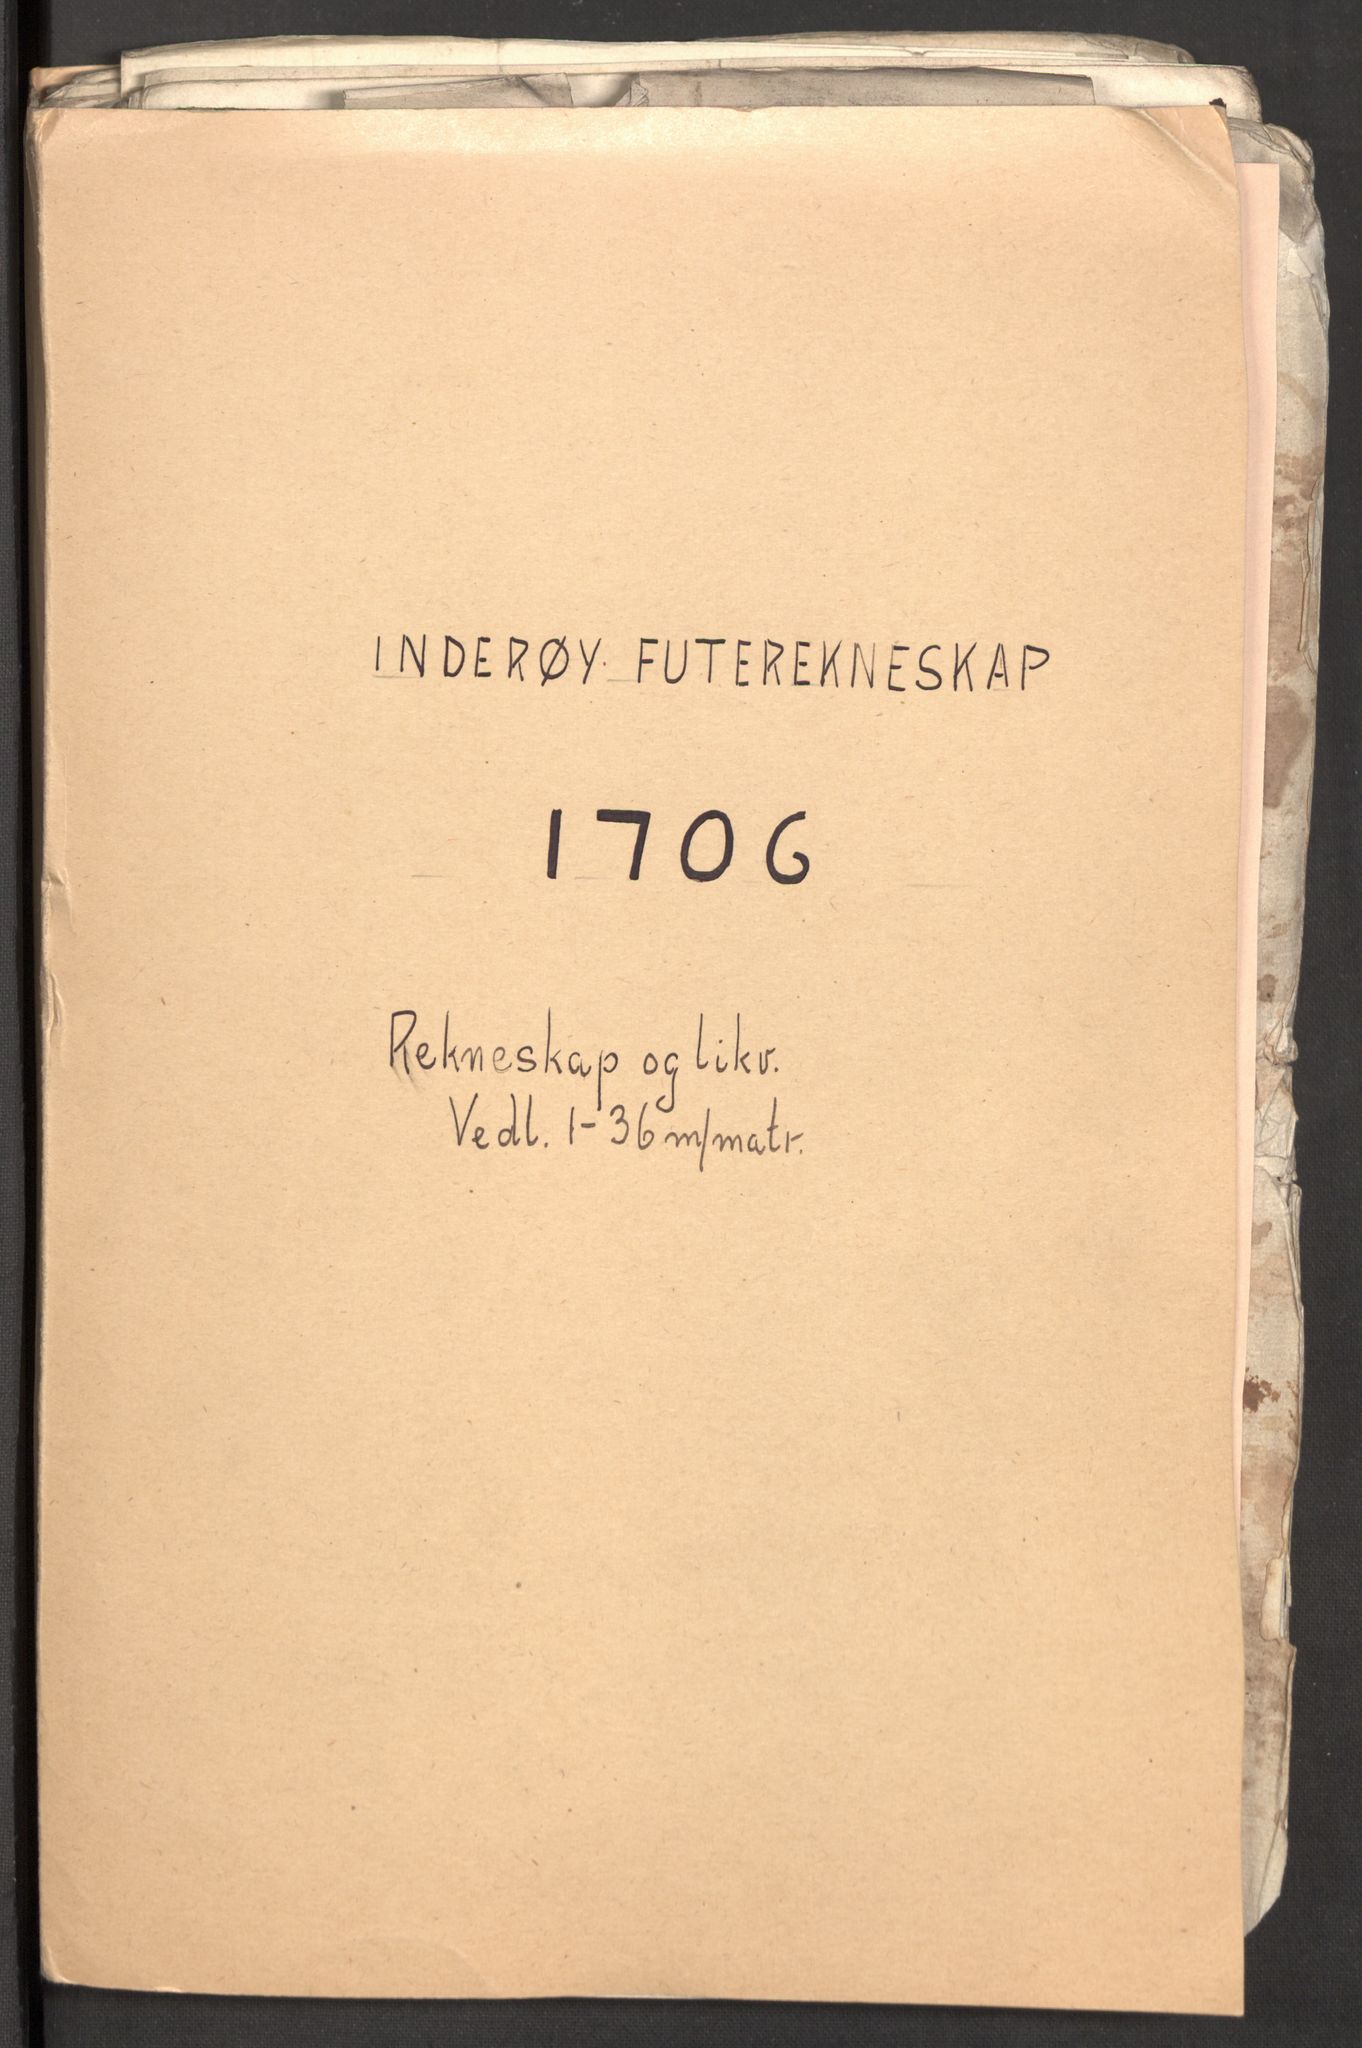 INDERØY FUTEREKNESKAP
1706
Rekneskap og likv.
Vedl. 1-36 m/matr.